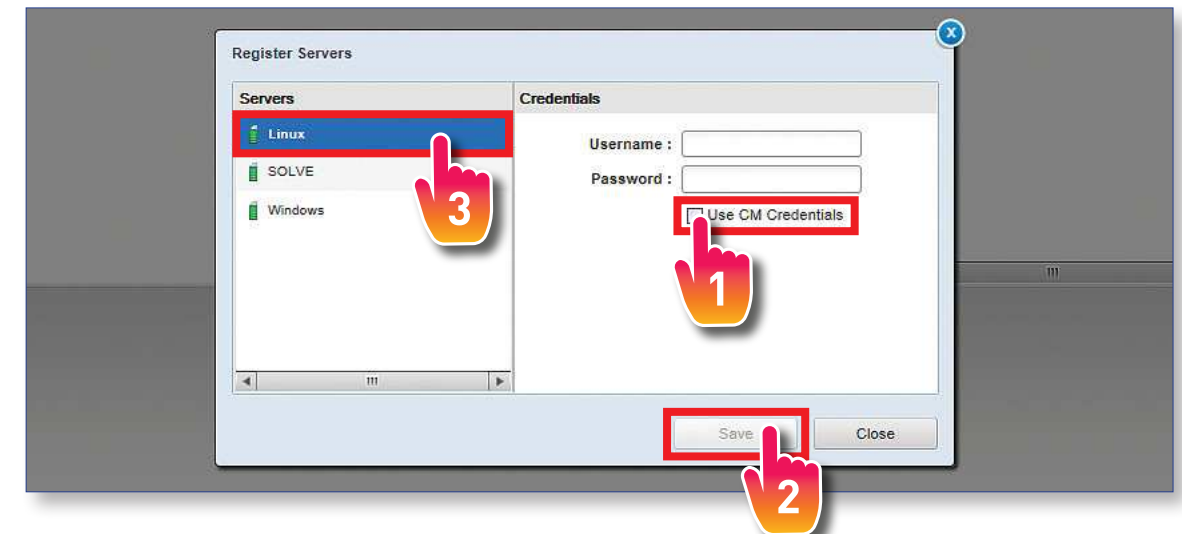 X
Register Servers
Servers
Credentials
Linux
Username :
SOLVE
Password :
3
Windows
Use CM Credentials
1
Save
Close
2